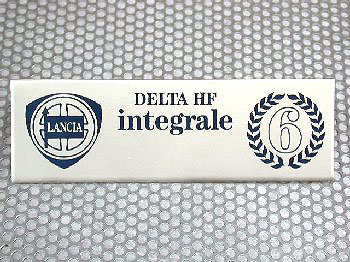 LANCIA
DELTA HF
integrale
6